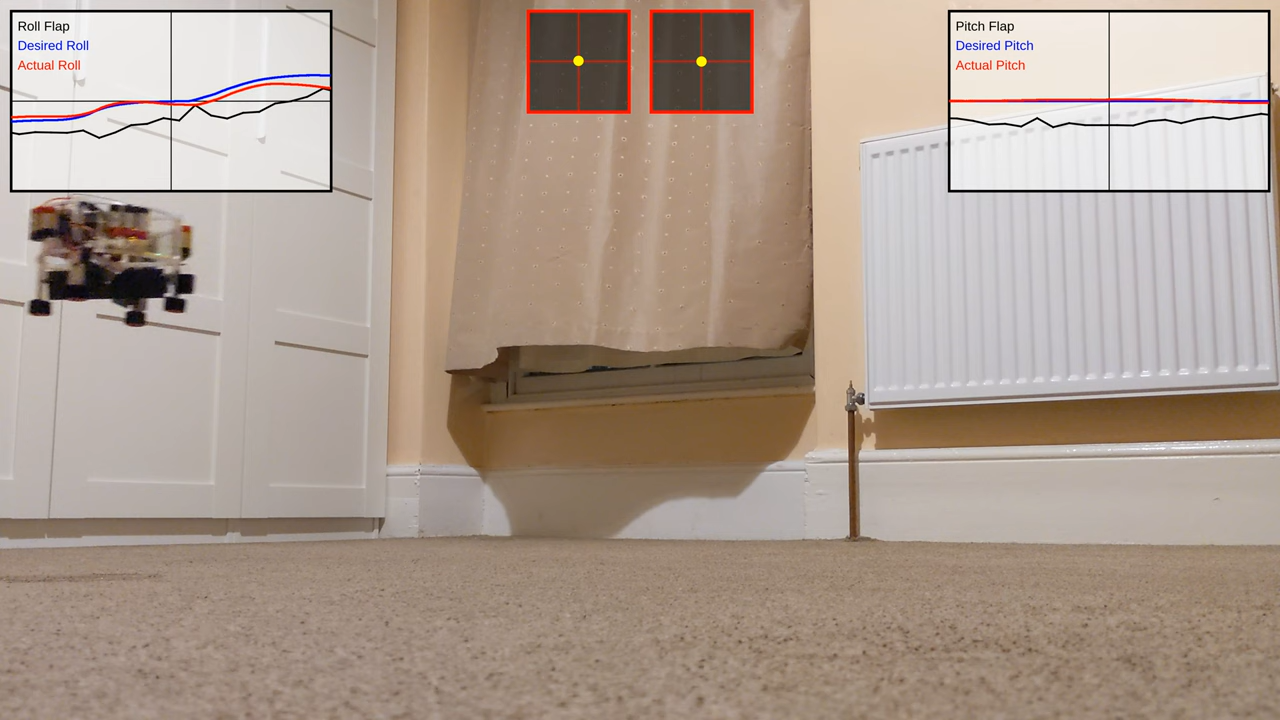 Roll Flap
Desired Roll
Actual Roll
Pitch Flap
Desired Pitch
Actual Pitch